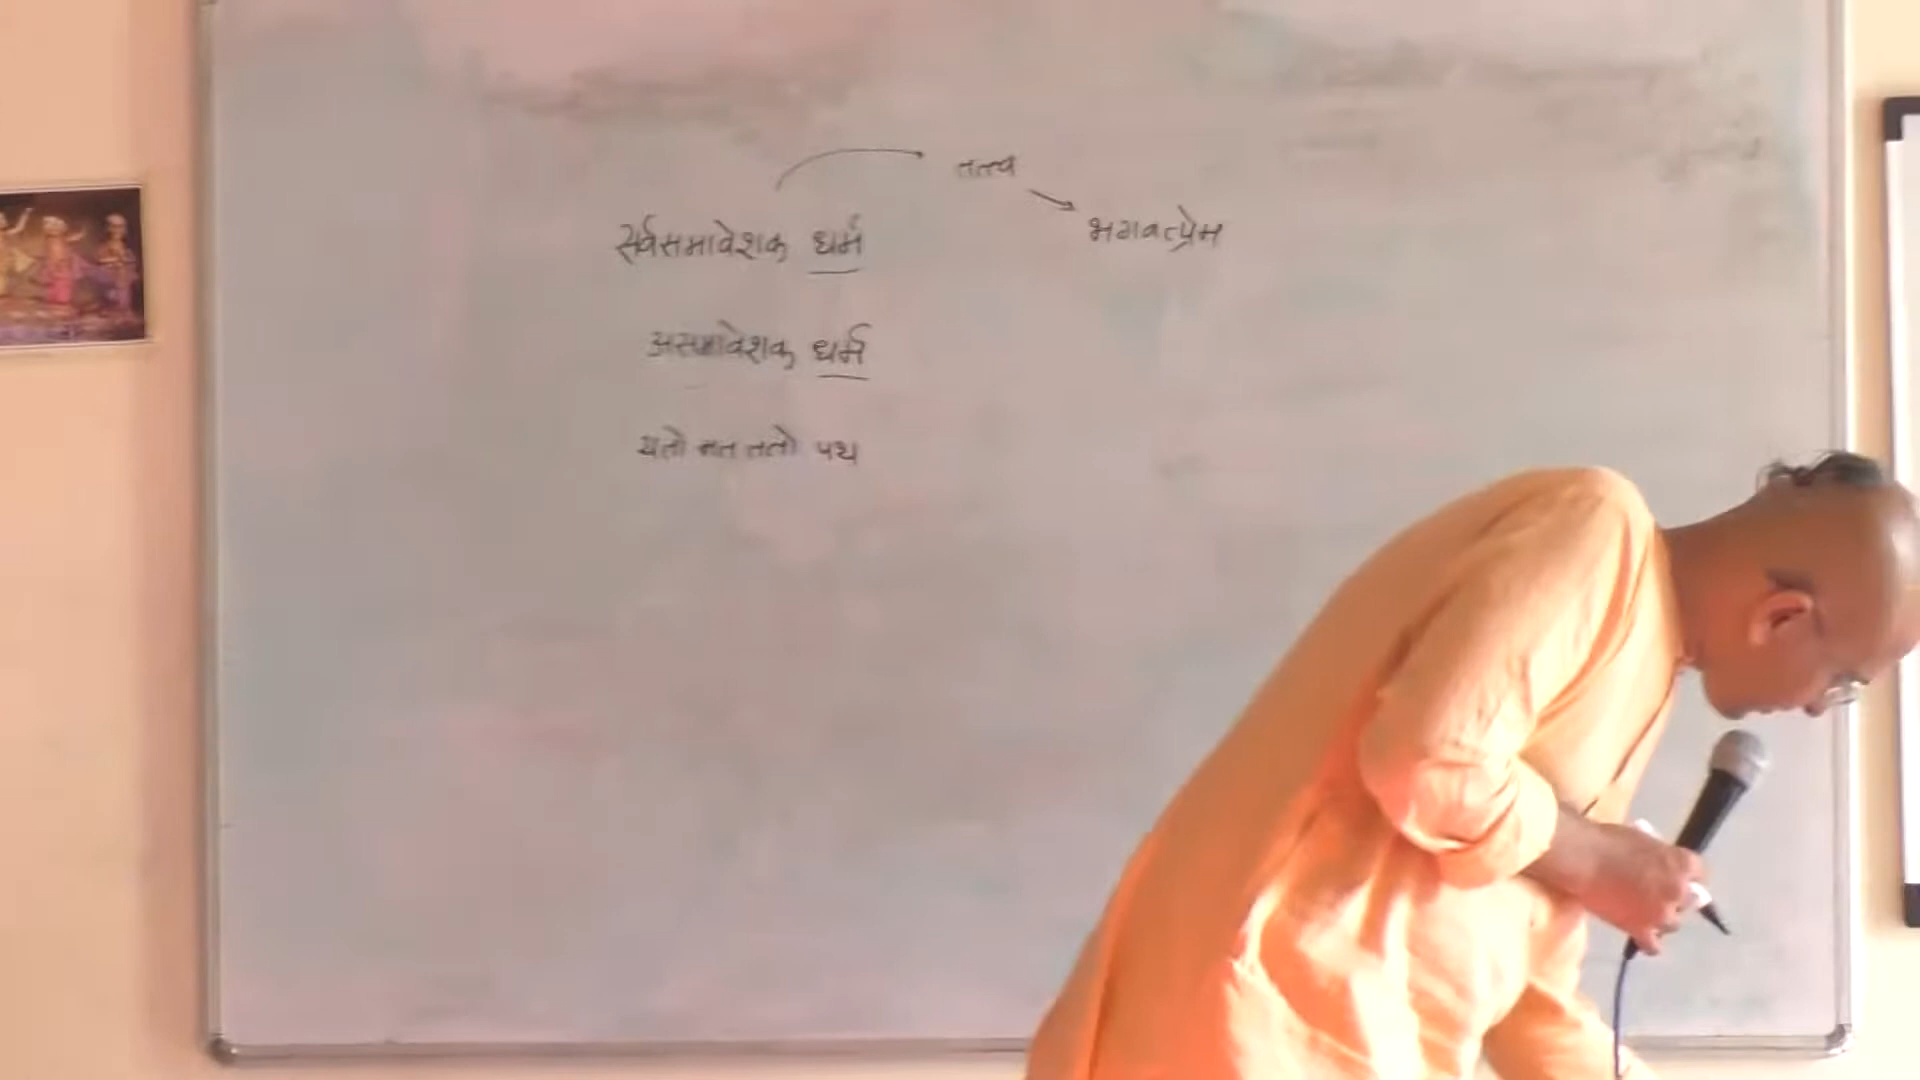 तत्त्व
सर्वसमावेशक धर्म
भगवत्प्रेम
असमावेशक धर्म
यतो मत ततो पथ